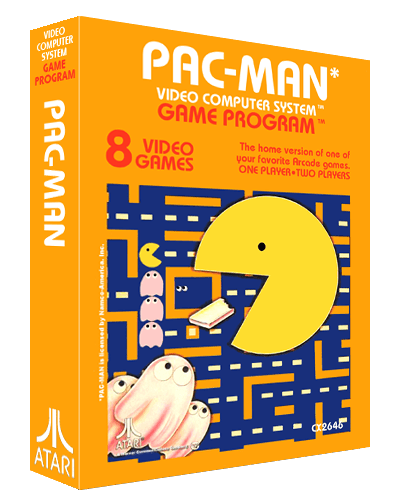 VIDEO
COMPUTER
SYSTEM
GAME
PROGRAM
PAC-MAN
ATARI
PAC-MAN*
VIDEO COMPUTER SYSTEM™
GAME PROGRAM™
8 VIDEO
GAMES
The home version of one of
your favorite Arcade games.
ONE PLAYER•TWO PLAYERS
*PAC-MAN is licensed by Namco-America, Inc.
ATARI
CX2646